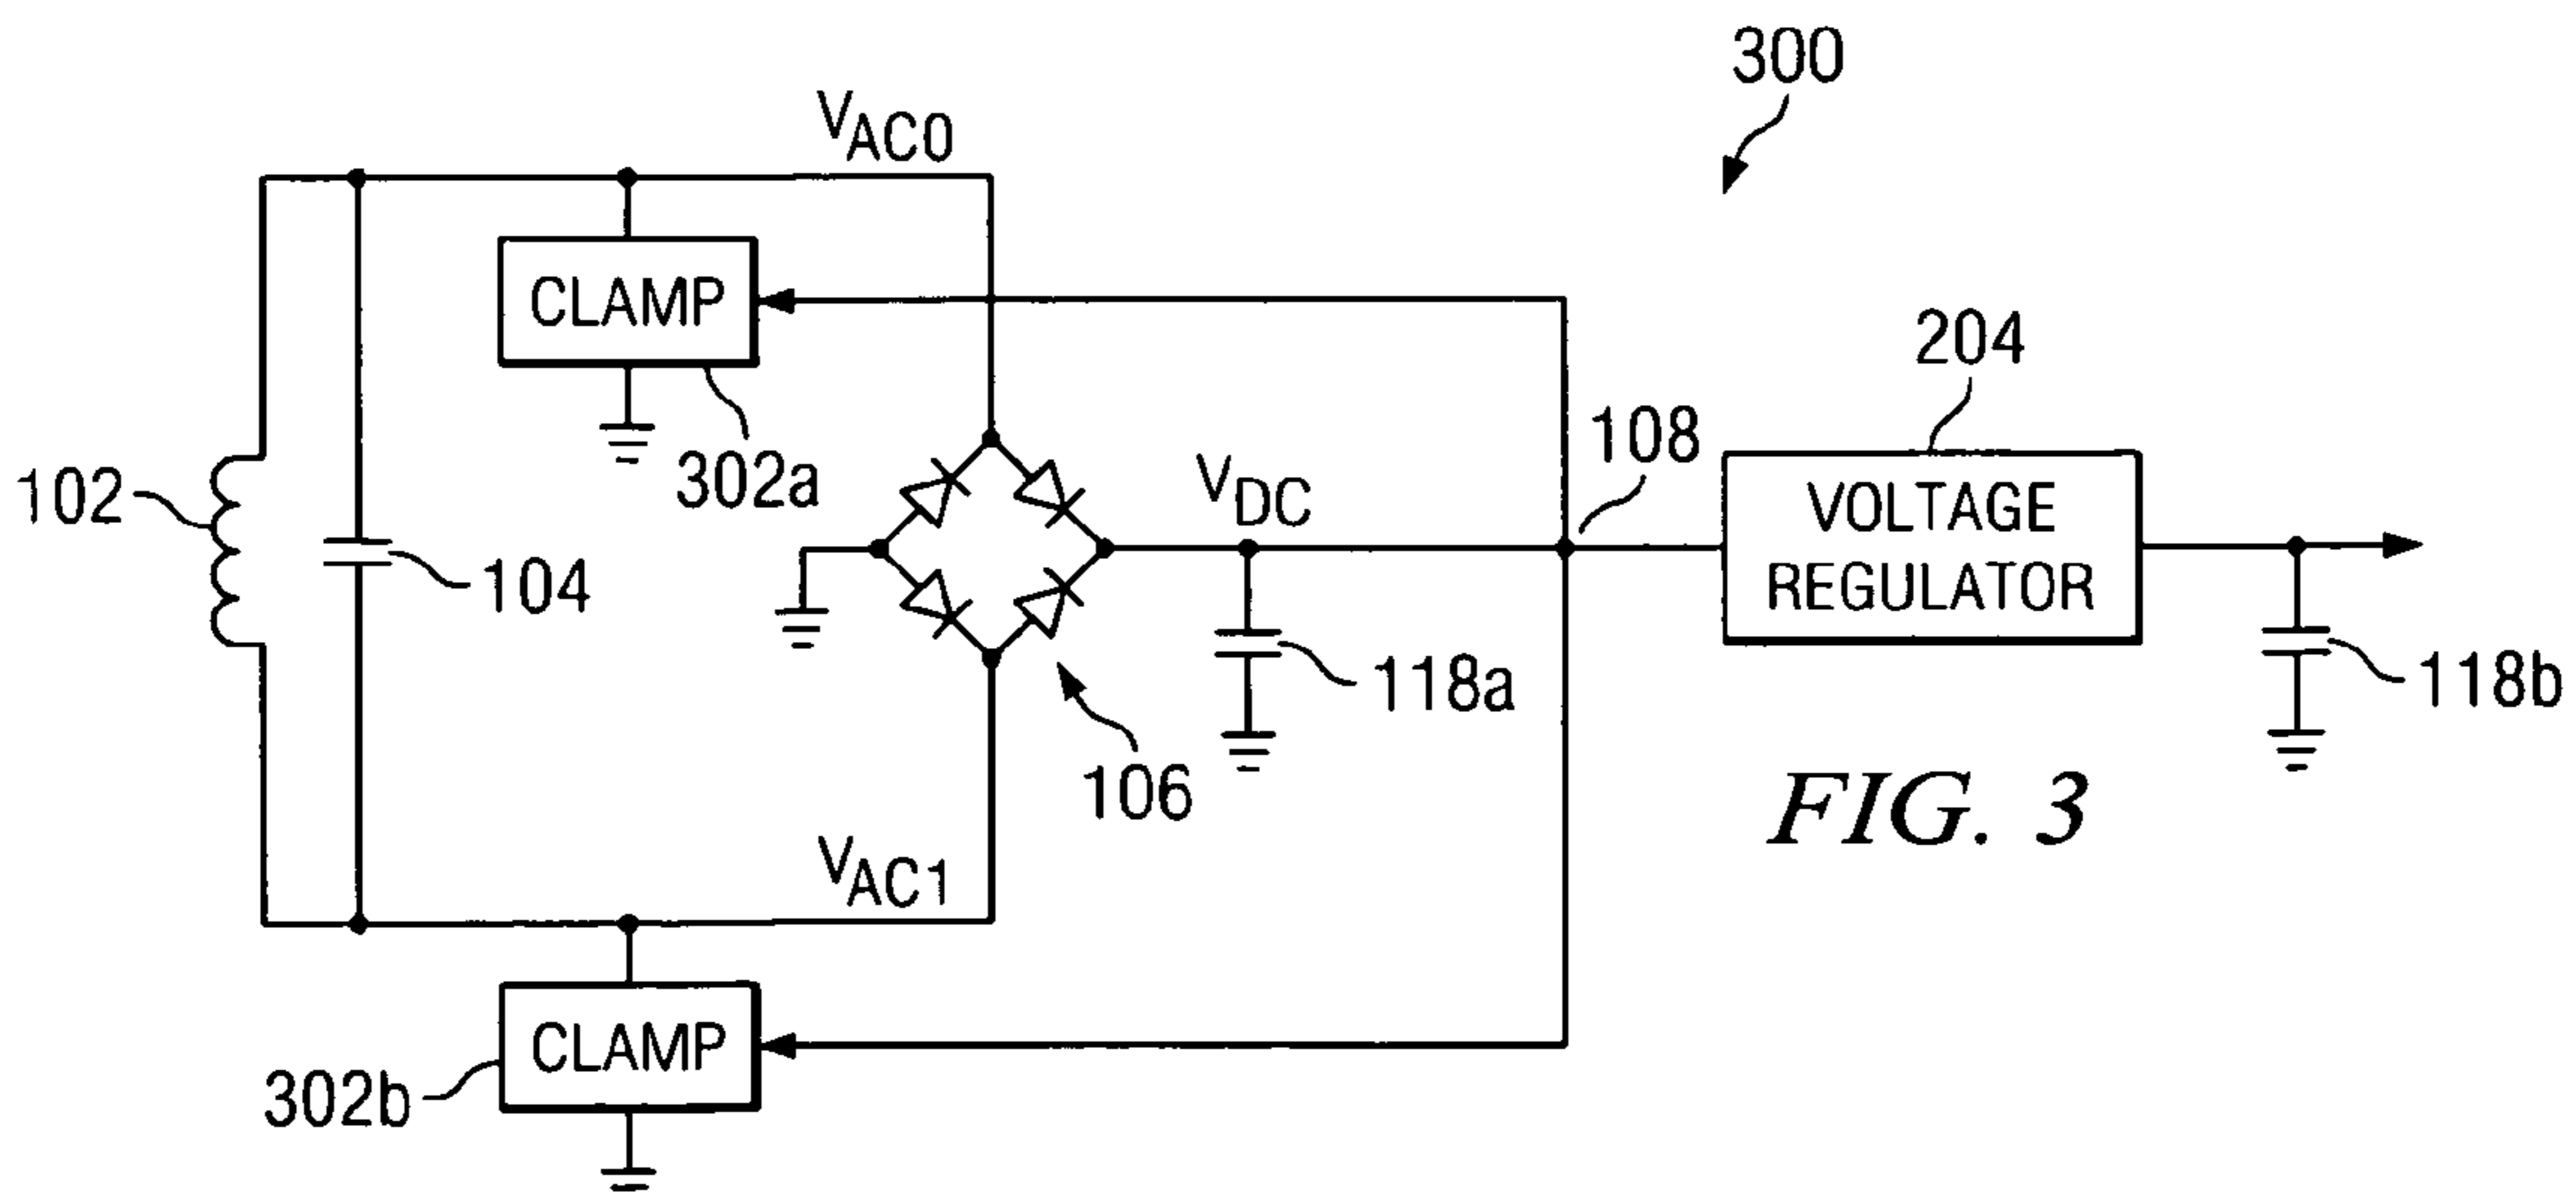 300
VAC0
CLAMP
302a
204
108
VOLTAGE
REGULATOR
VDC
102
104
118a
118b
106
FIG. 3
VAC1
CLAMP
302b